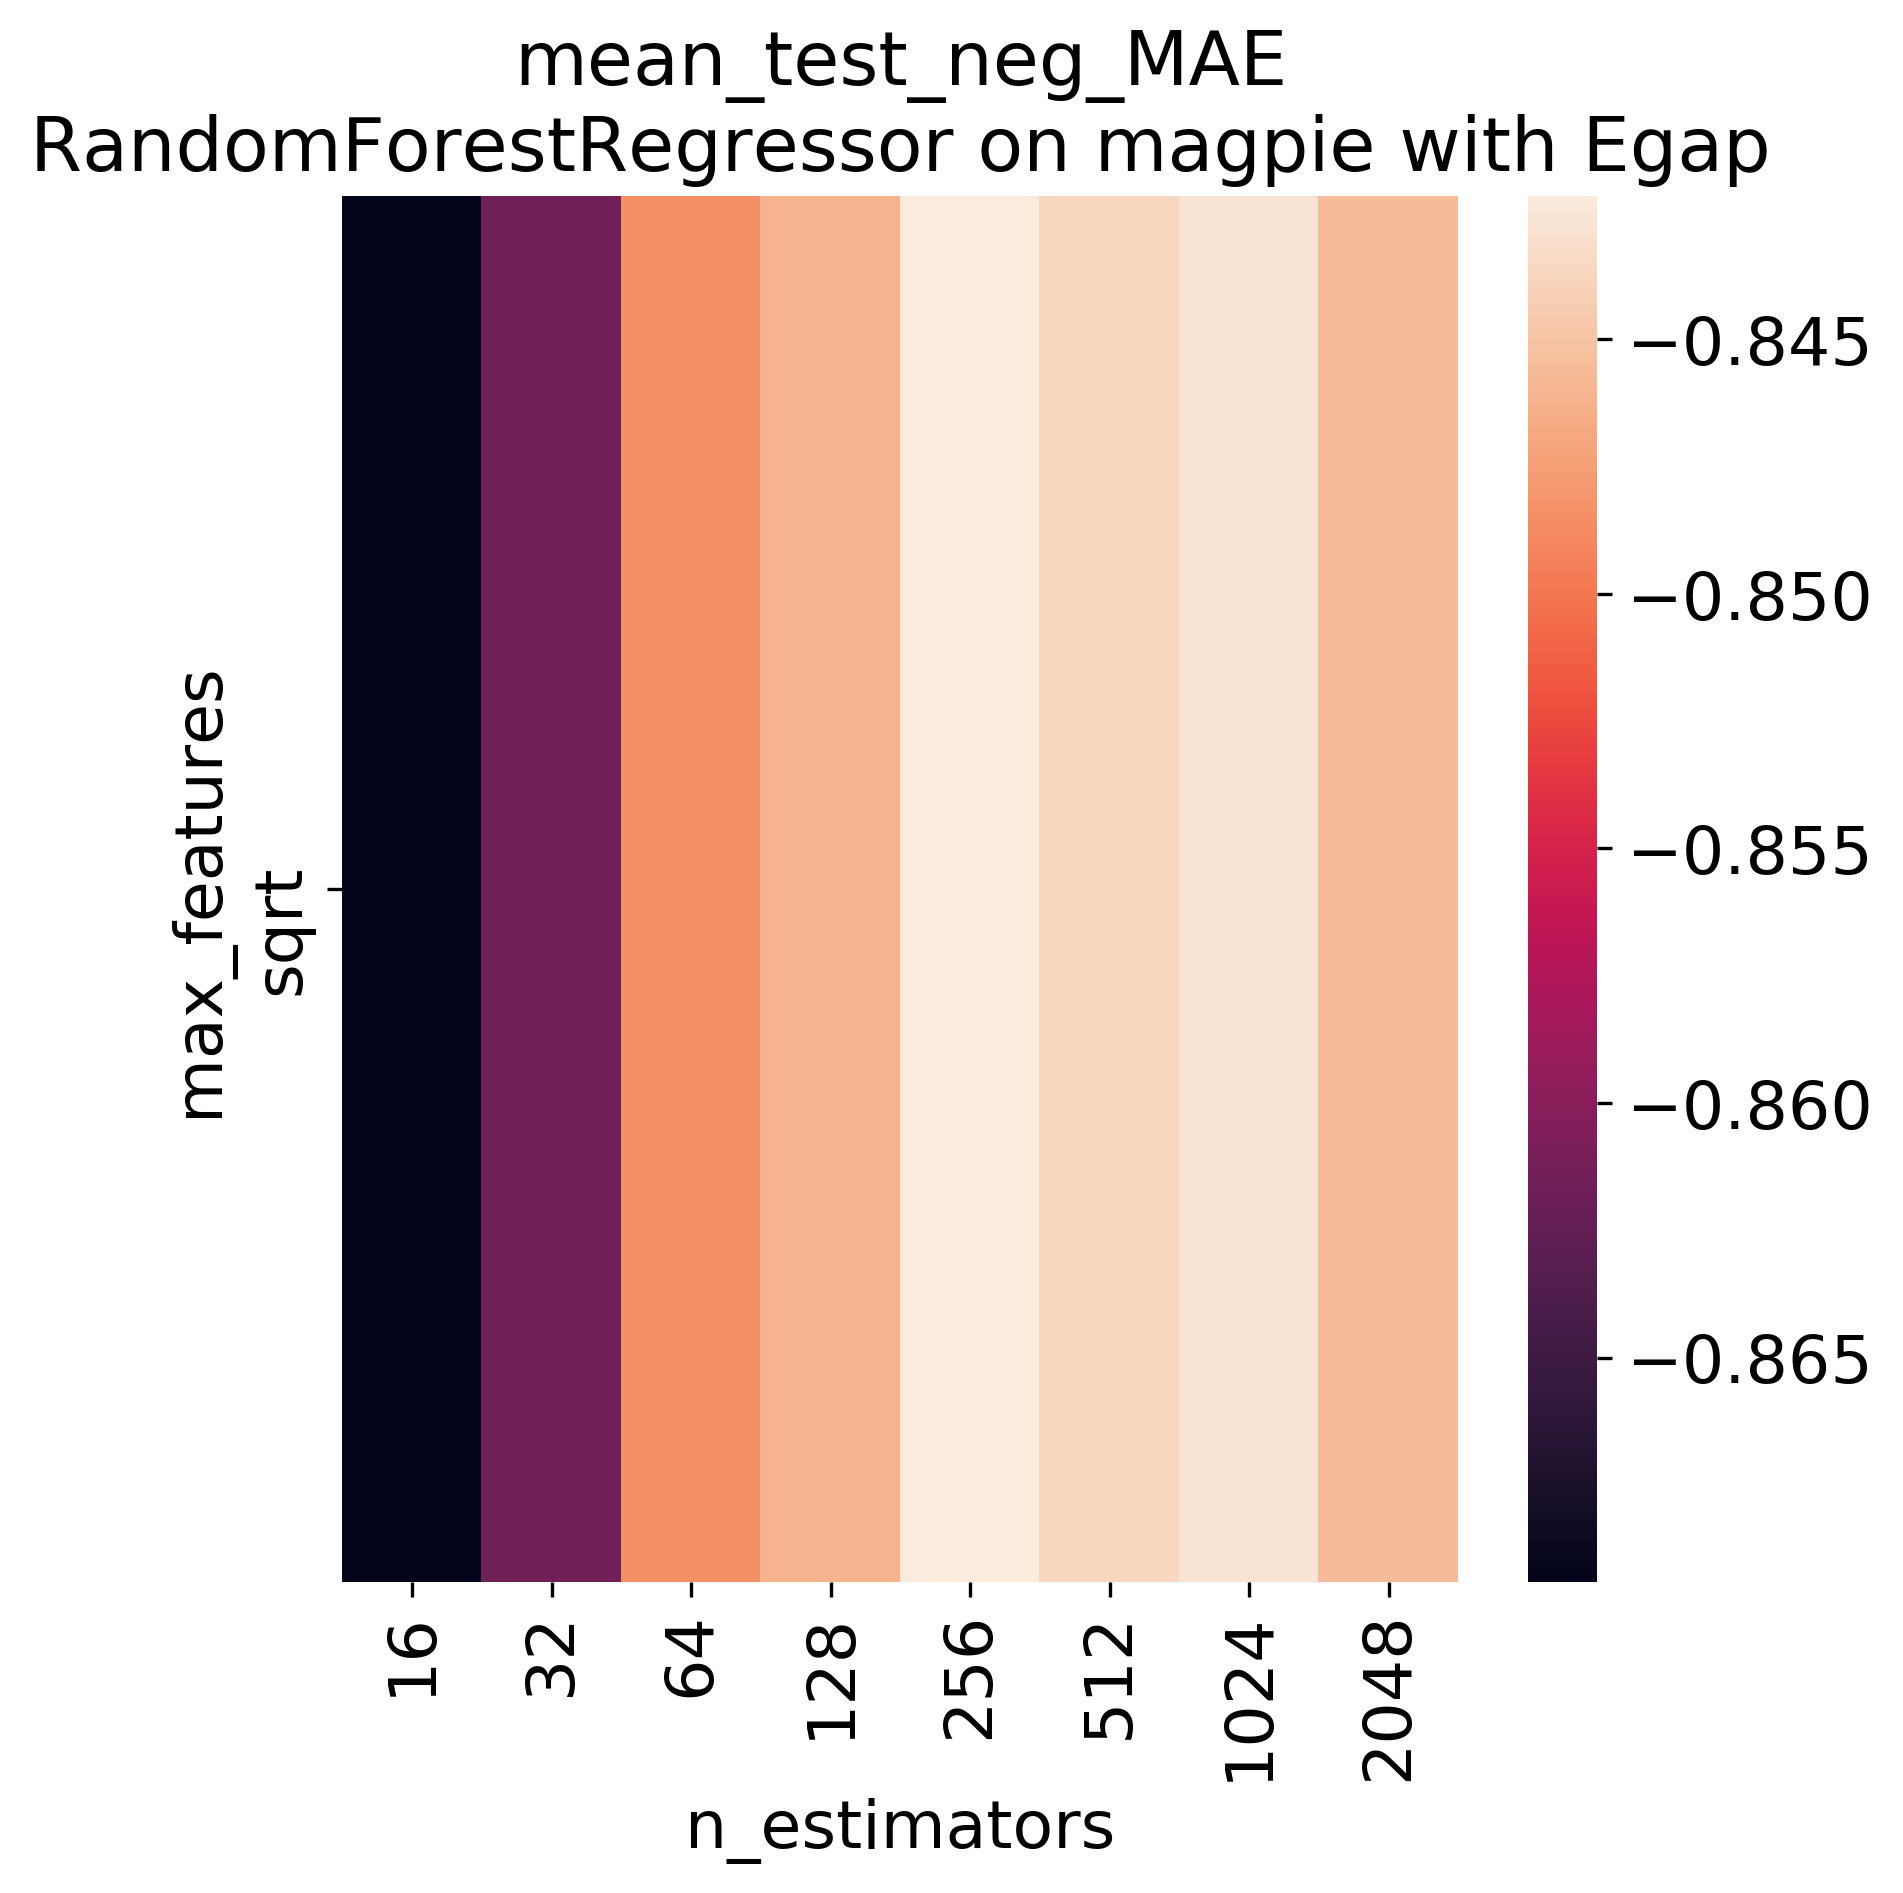 mean_test_neg_MAE
RandomForestRegressor on magpie with Egap
max_features
sqrt
−0.845
−0.850
−0.855
−0.860
−0.865
16
32
64
128
256
512
1024
2048
n_estimators